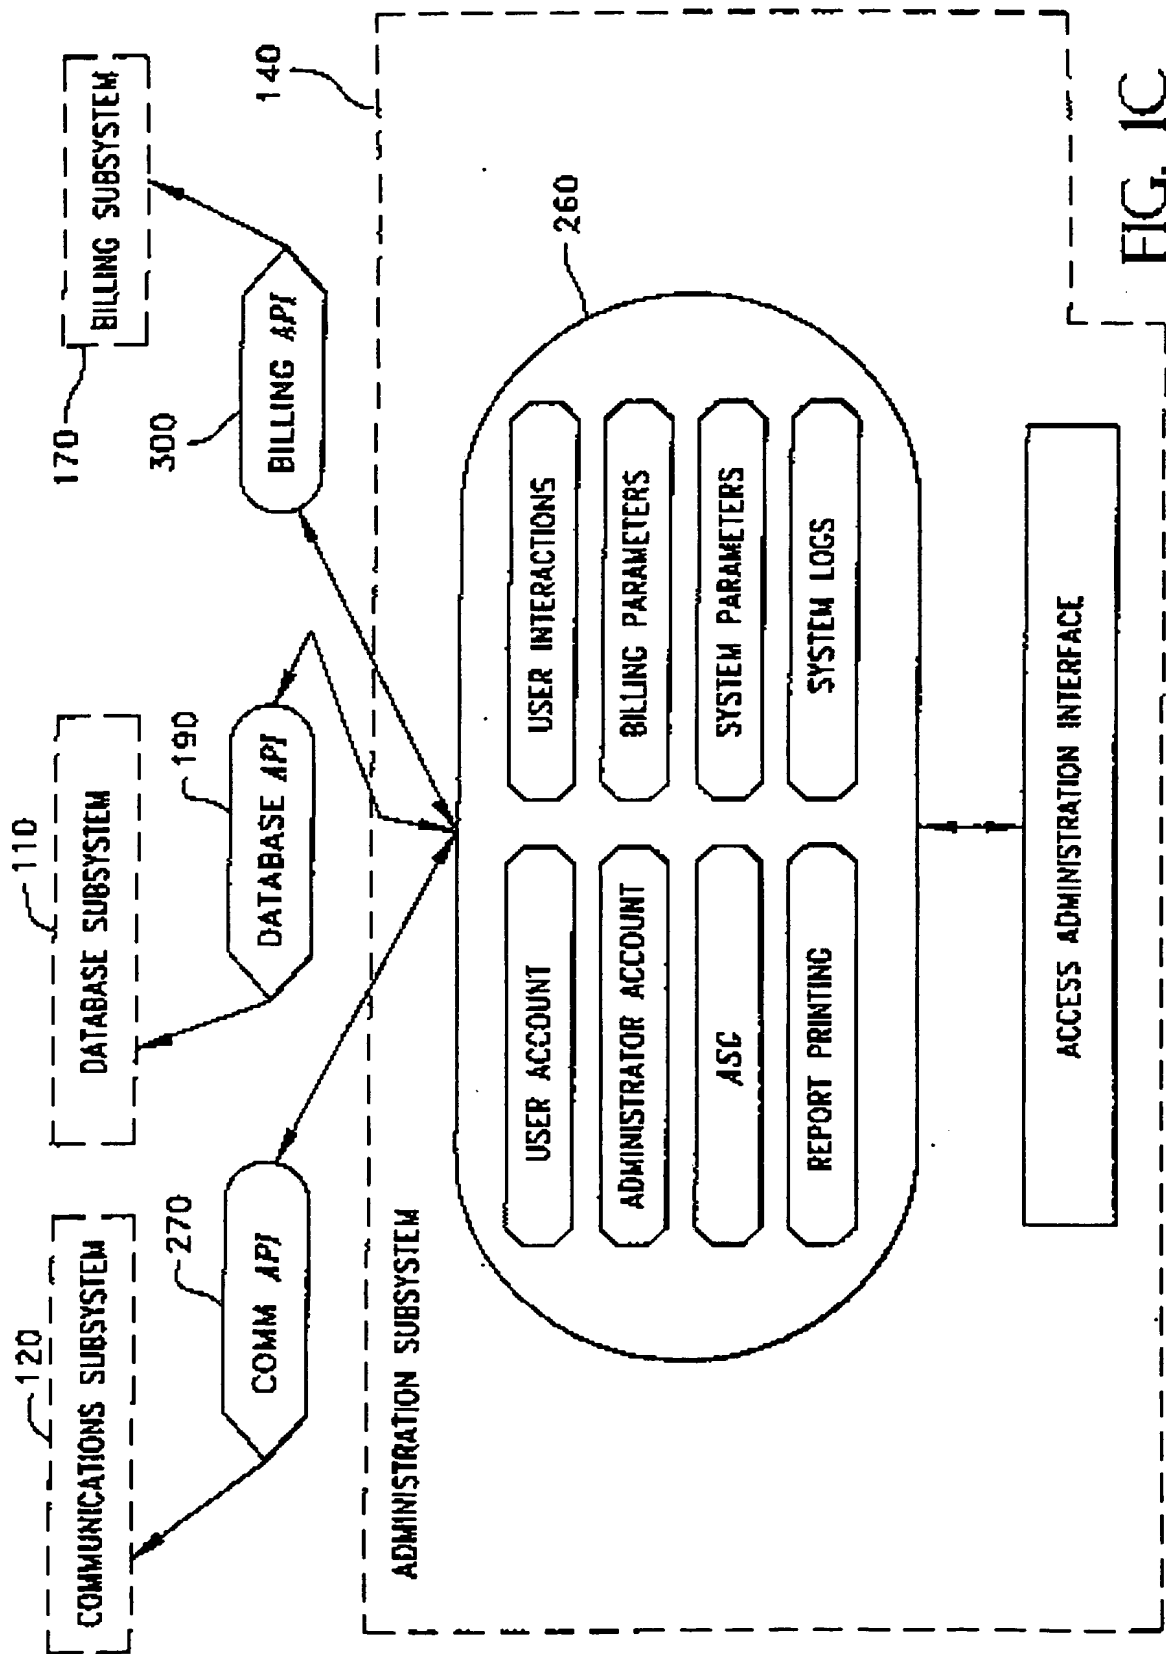 120
COMMUNICATIONS SUBSYSTEM
110
DATABASE SUBSYSTEM
170
BILLING SUBSYSTEM
270
COMM API
190
DATABASE API
300
BILLING API
140
ADMINISTRATION SUBSYSTEM
260
USER ACCOUNT
USER INTERACTIONS
ADMINISTRATOR ACCOUNT
BILLING PARAMETERS
ASC
SYSTEM PARAMETERS
REPORT PRINTING
SYSTEM LOGS
ACCESS ADMINISTRATION INTERFACE
FIG. 1C